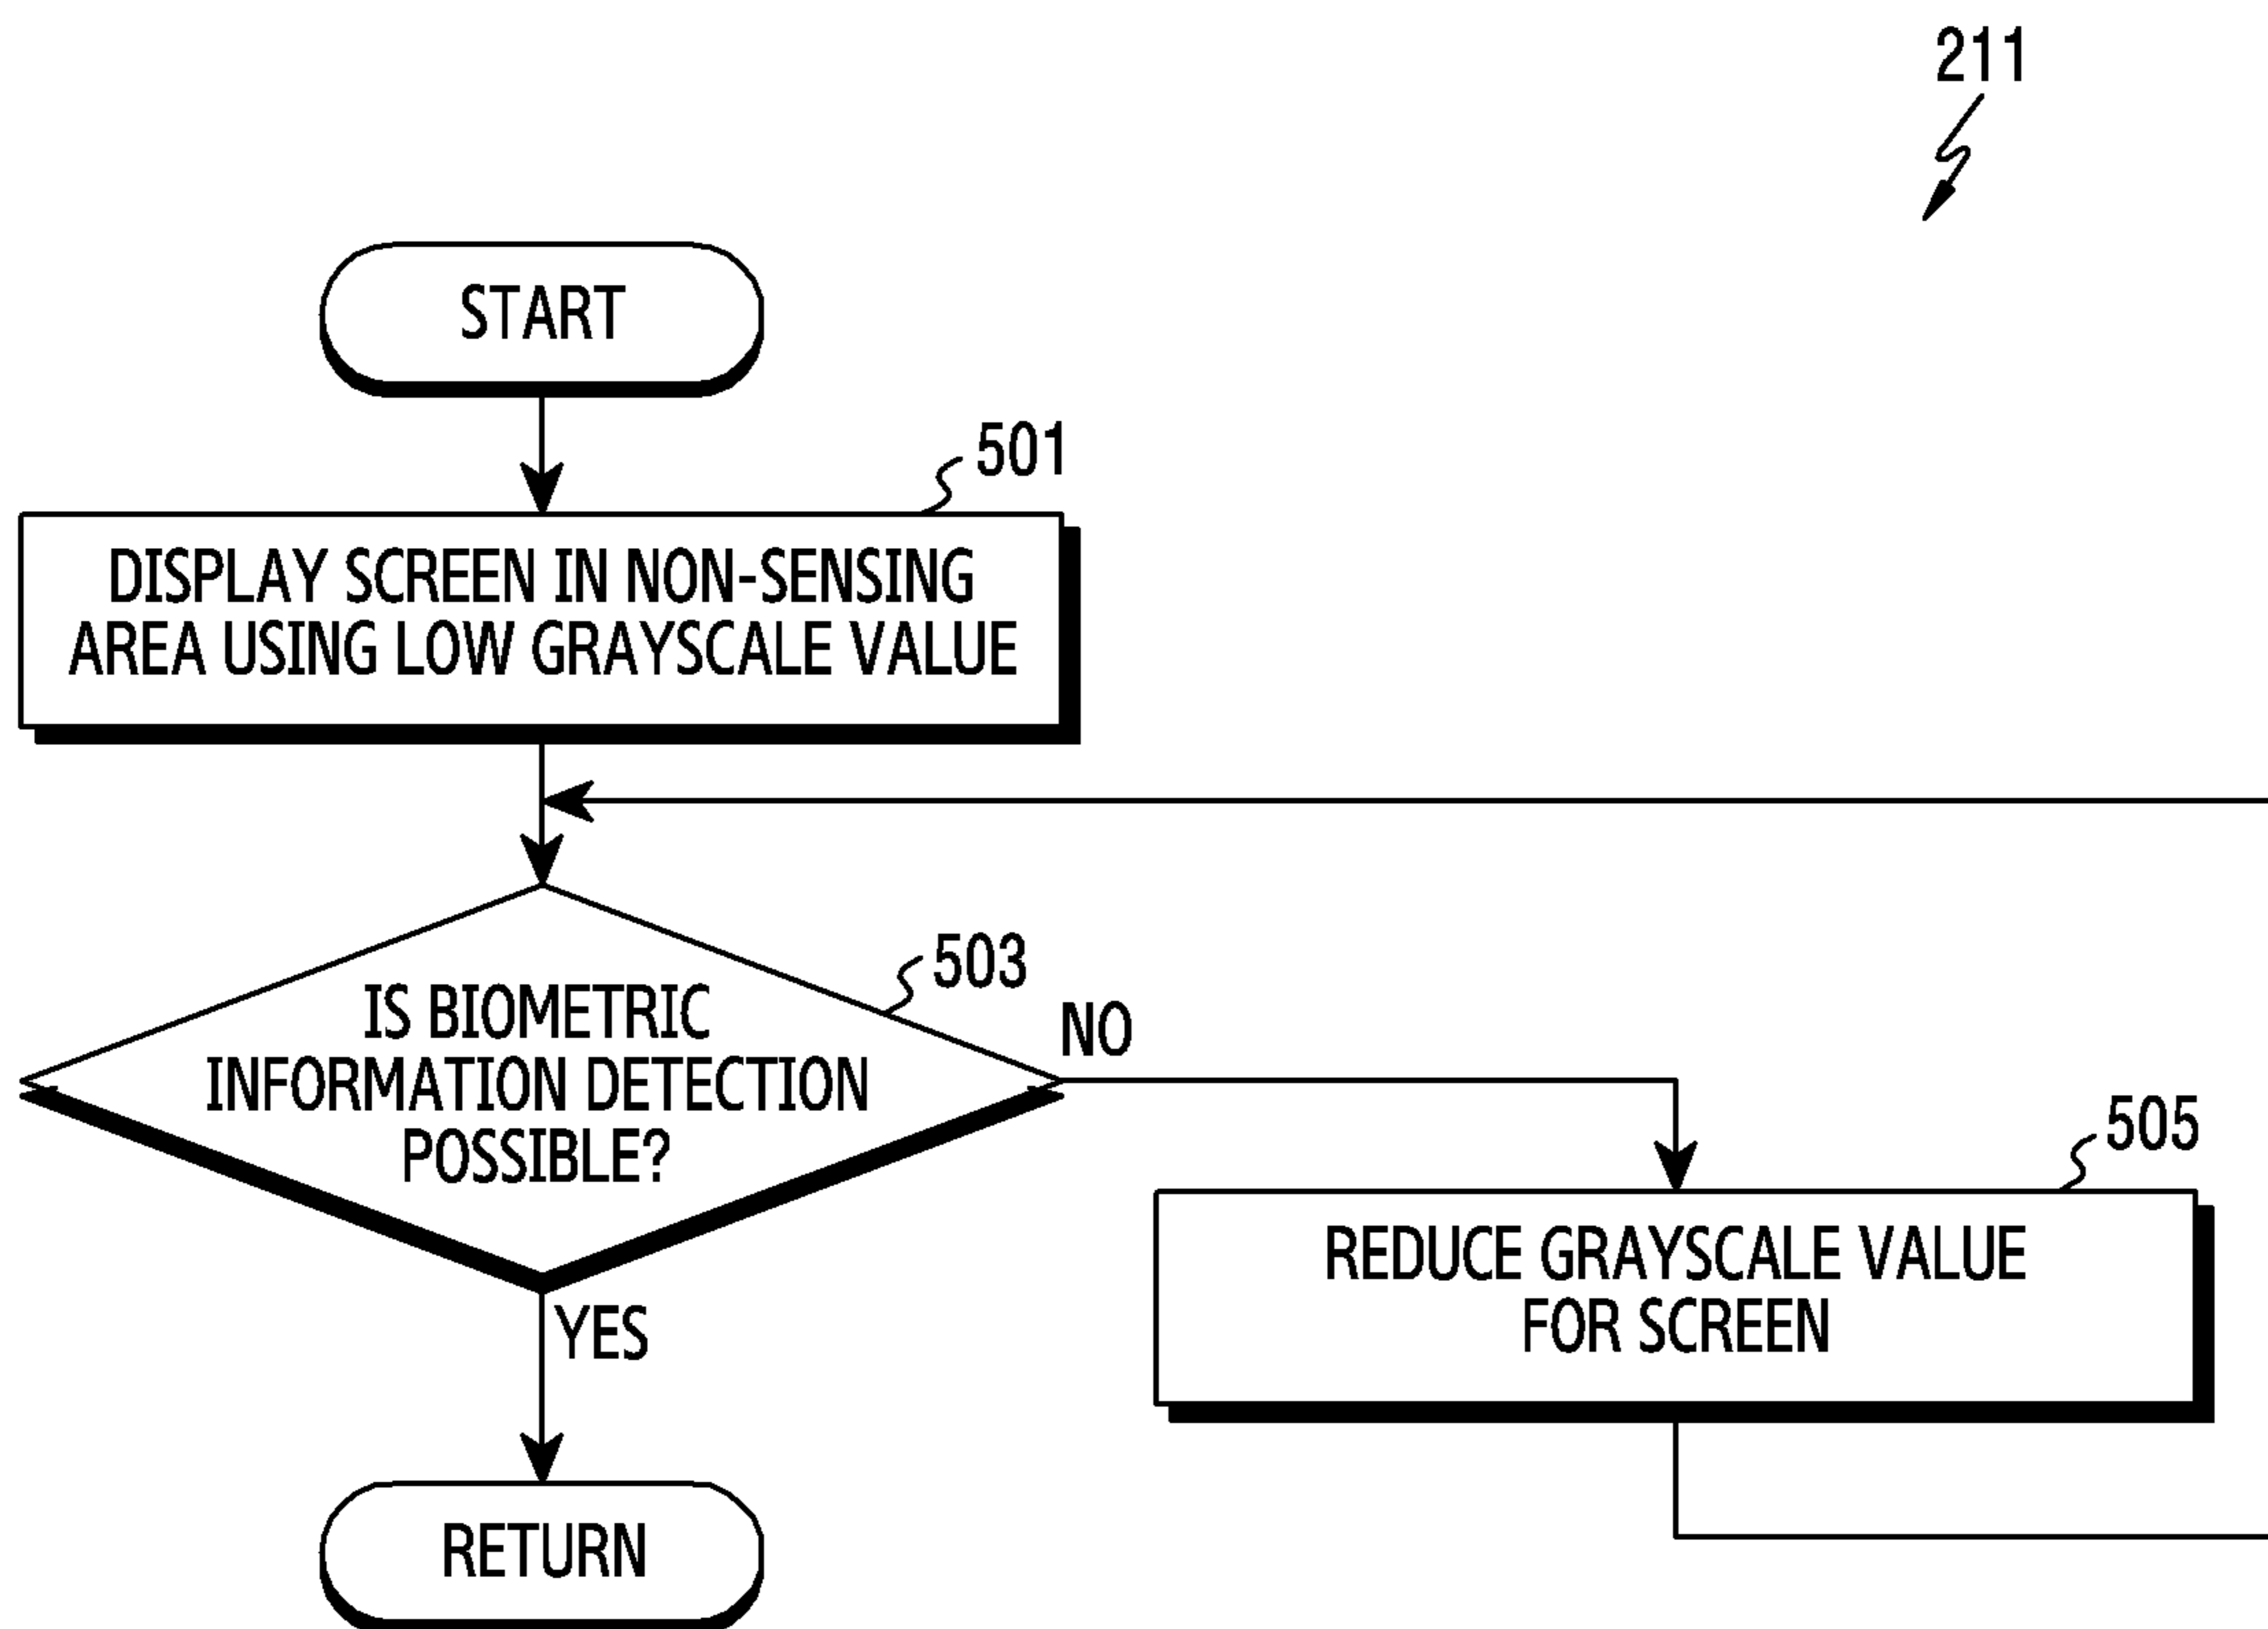 211
START
501
DISPLAY SCREEN IN NON-SENSING
AREA USING LOW GRAYSCALE VALUE
503
IS BIOMETRIC
INFORMATION DETECTION
POSSIBLE?
NO
505
REDUCE GRAYSCALE VALUE
FOR SCREEN
YES
RETURN